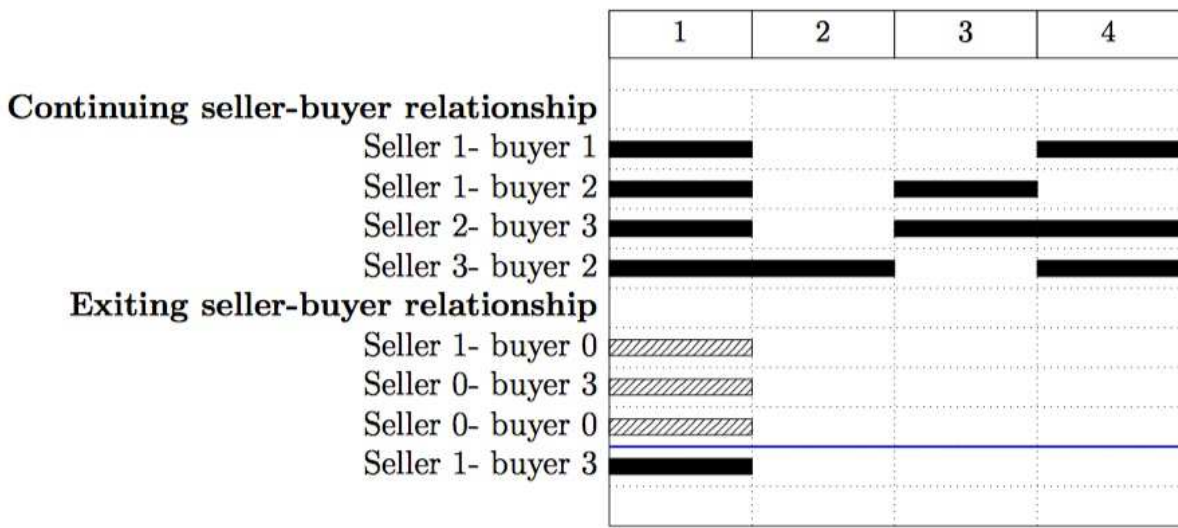 1 2 3 4
Continuing seller-buyer relationship
Seller 1- buyer 1
Seller 1- buyer 2
Seller 2- buyer 3
Seller 3- buyer 2
Exiting seller-buyer relationship
Seller 1- buyer 0
Seller 0- buyer 3
Seller 0- buyer 0
Seller 1- buyer 3